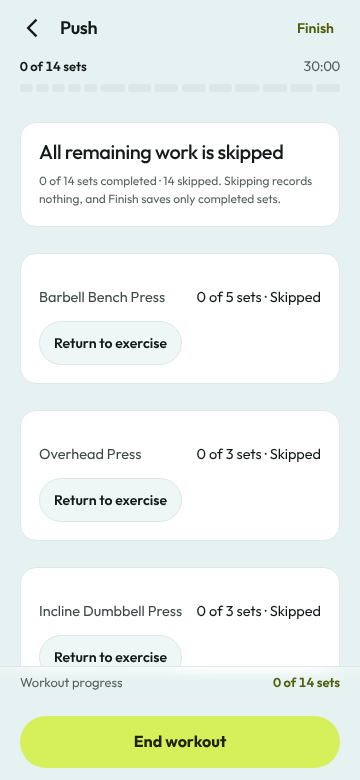 Push
Finish
0 of 14 sets
30:00
All remaining work is skipped
0 of 14 sets completed · 14 skipped. Skipping records
nothing, and Finish saves only completed sets.
Barbell Bench Press
0 of 5 sets · Skipped
Return to exercise
Overhead Press
0 of 3 sets · Skipped
Return to exercise
Incline Dumbbell Press
0 of 3 sets · Skipped
Return to exercise
Workout progress
0 of 14 sets
End workout